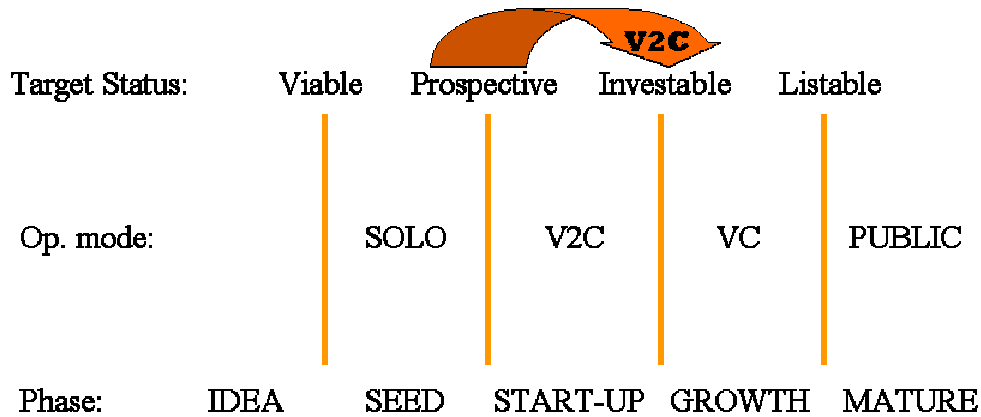 V2C
Target Status: Viable Prospective Investable Listable
Op. mode: SOLO V2C VC PUBLIC
Phase: IDEA SEED START-UP GROWTH MATURE